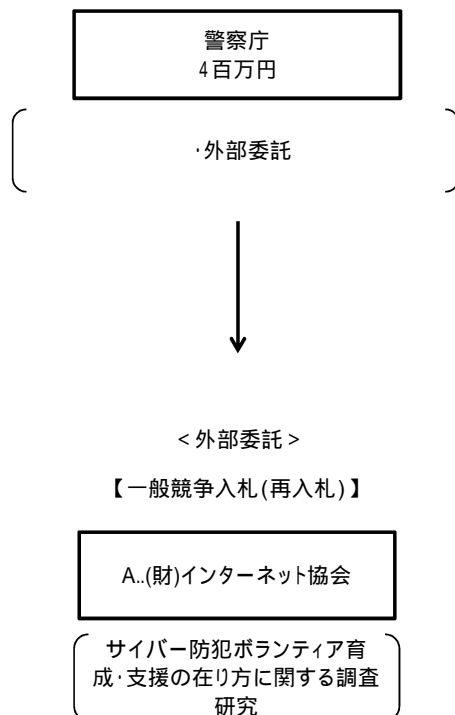 警察庁
4百万円
・外部委託
＜外部委託＞
【一般競争入札(再入札)】
A..(財)インターネット協会
サイバー防犯ボランティア育
成・支援の在り方に関する調査
研究